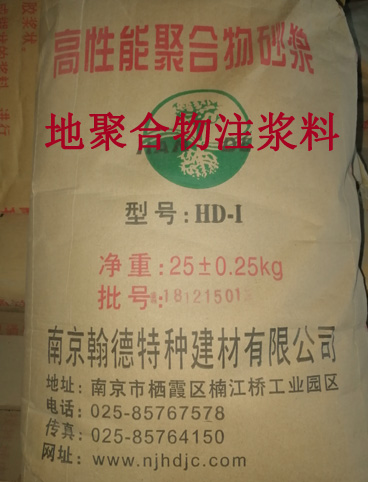 高性能聚合物砂浆
地聚合物注浆料
型号:HD-I
净重:25±0.25kg
批号:18121501
南京翰德特种建材有限公司
地址:南京市栖霞区楠江桥工业园区
电话:025-85767578
传真:025-85764150
网址:www.njhdjc.com